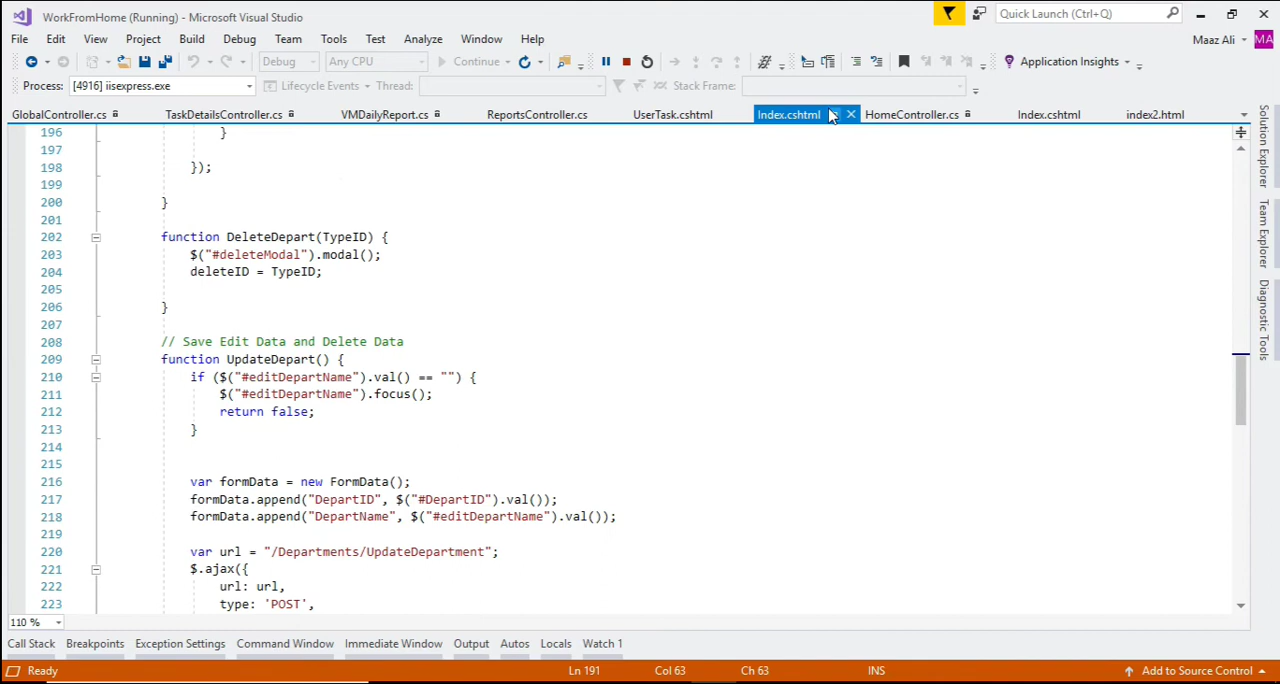 WorkFromHome (Running) - Microsoft Visual Studio
Quick Launch (Ctrl+Q)
File Edit View Project Build Debug Team Tools Test Analyze Window Help
Maaz Ali MA
Debug Any CPU Continue Application Insights
Process: [4916] iisexpress.exe Lifecycle Events Thread: Stack Frame:
GlobalController.cs TaskDetailsController.cs VMDailyReport.cs ReportsController.cs UserTask.cshtml Index.cshtml HomeController.cs Index.cshtml index2.html
196 }
197
198 });
199
200 }
201
202 function DeleteDepart(TypeID) {
203 $("#deleteModal").modal();
204 deleteID = TypeID;
205
206 }
207
208 // Save Edit Data and Delete Data
209 function UpdateDepart() {
210 if ($("#editDepartName").val() == "") {
211 $("#editDepartName").focus();
212 return false;
213 }
214
215
216 var formData = new FormData();
217 formData.append("DepartID", $("#DepartID").val());
218 formData.append("DepartName", $("#editDepartName").val());
219
220 var url = "/Departments/UpdateDepartment";
221 $.ajax({
222 url: url,
223 type: 'POST',
Solution Explorer
Team Explorer
Diagnostic Tools
110 %
Call Stack Breakpoints Exception Settings Command Window Immediate Window Output Autos Locals Watch 1
Ready Ln 191 Col 63 Ch 63 INS Add to Source Control